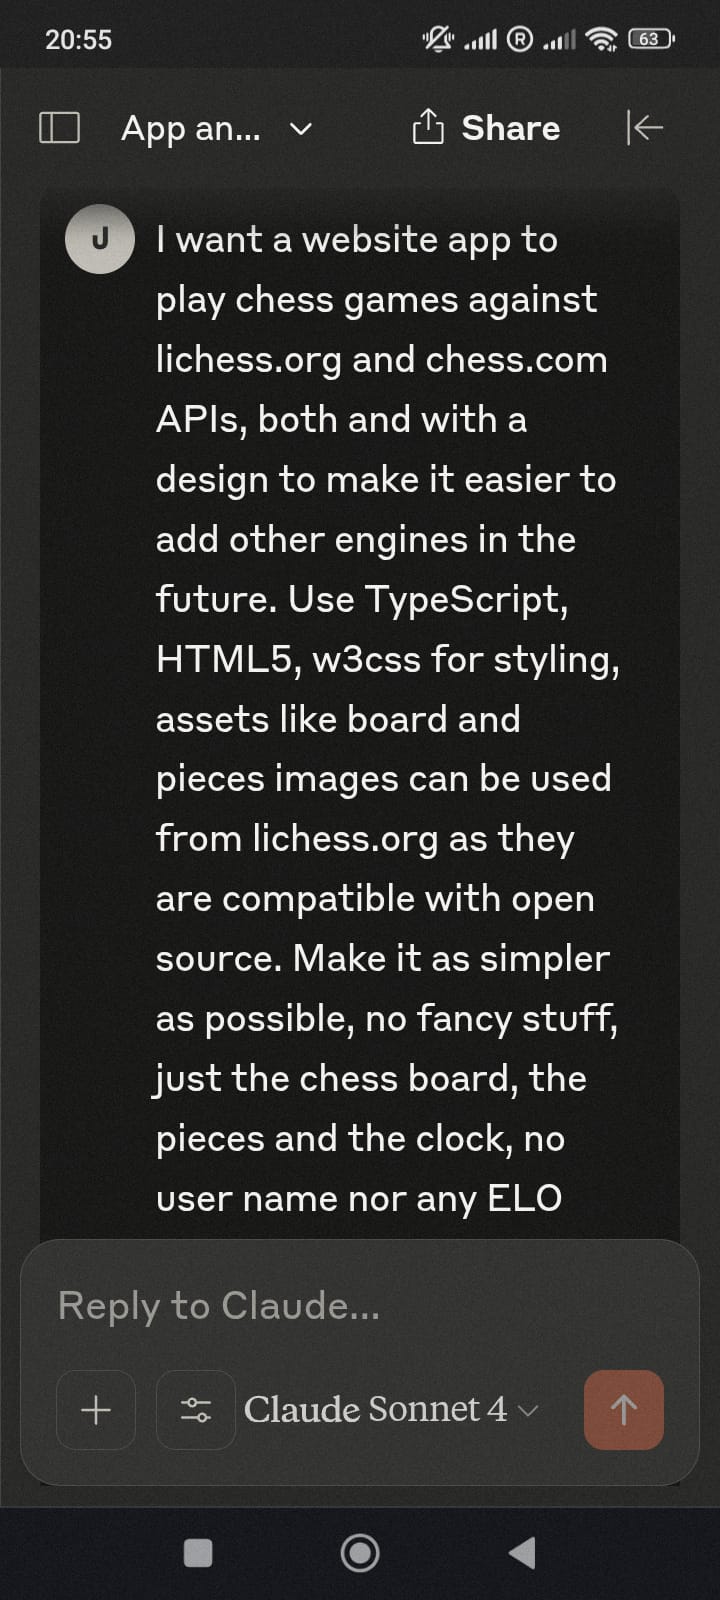 20:55
R
63
App an...
Share
J
I want a website app to
play chess games against
lichess.org and chess.com
APIs, both and with a
design to make it easier to
add other engines in the
future. Use TypeScript,
HTML5, w3css for styling,
assets like board and
pieces images can be used
from lichess.org as they
are compatible with open
source. Make it as simpler
as possible, no fancy stuff,
just the chess board, the
pieces and the clock, no
user name nor any ELO
Reply to Claude...
Claude Sonnet 4